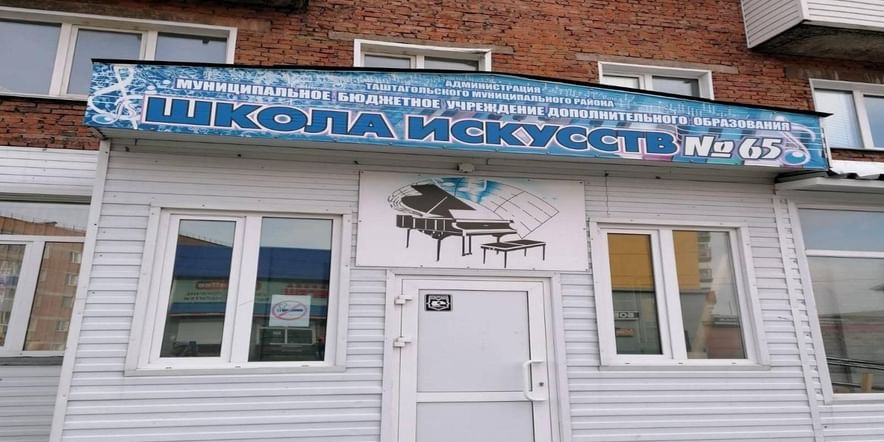 АДМИНИСТРАЦИЯ
ТАШТАГОЛЬСКОГО МУНИЦИПАЛЬНОГО РАЙОНА
МУНИЦИПАЛЬНОЕ БЮДЖЕТНОЕ УЧРЕЖДЕНИЕ ДОПОЛНИТЕЛЬНОГО ОБРАЗОВАНИЯ
ШКОЛА ИСКУССТВ № 65